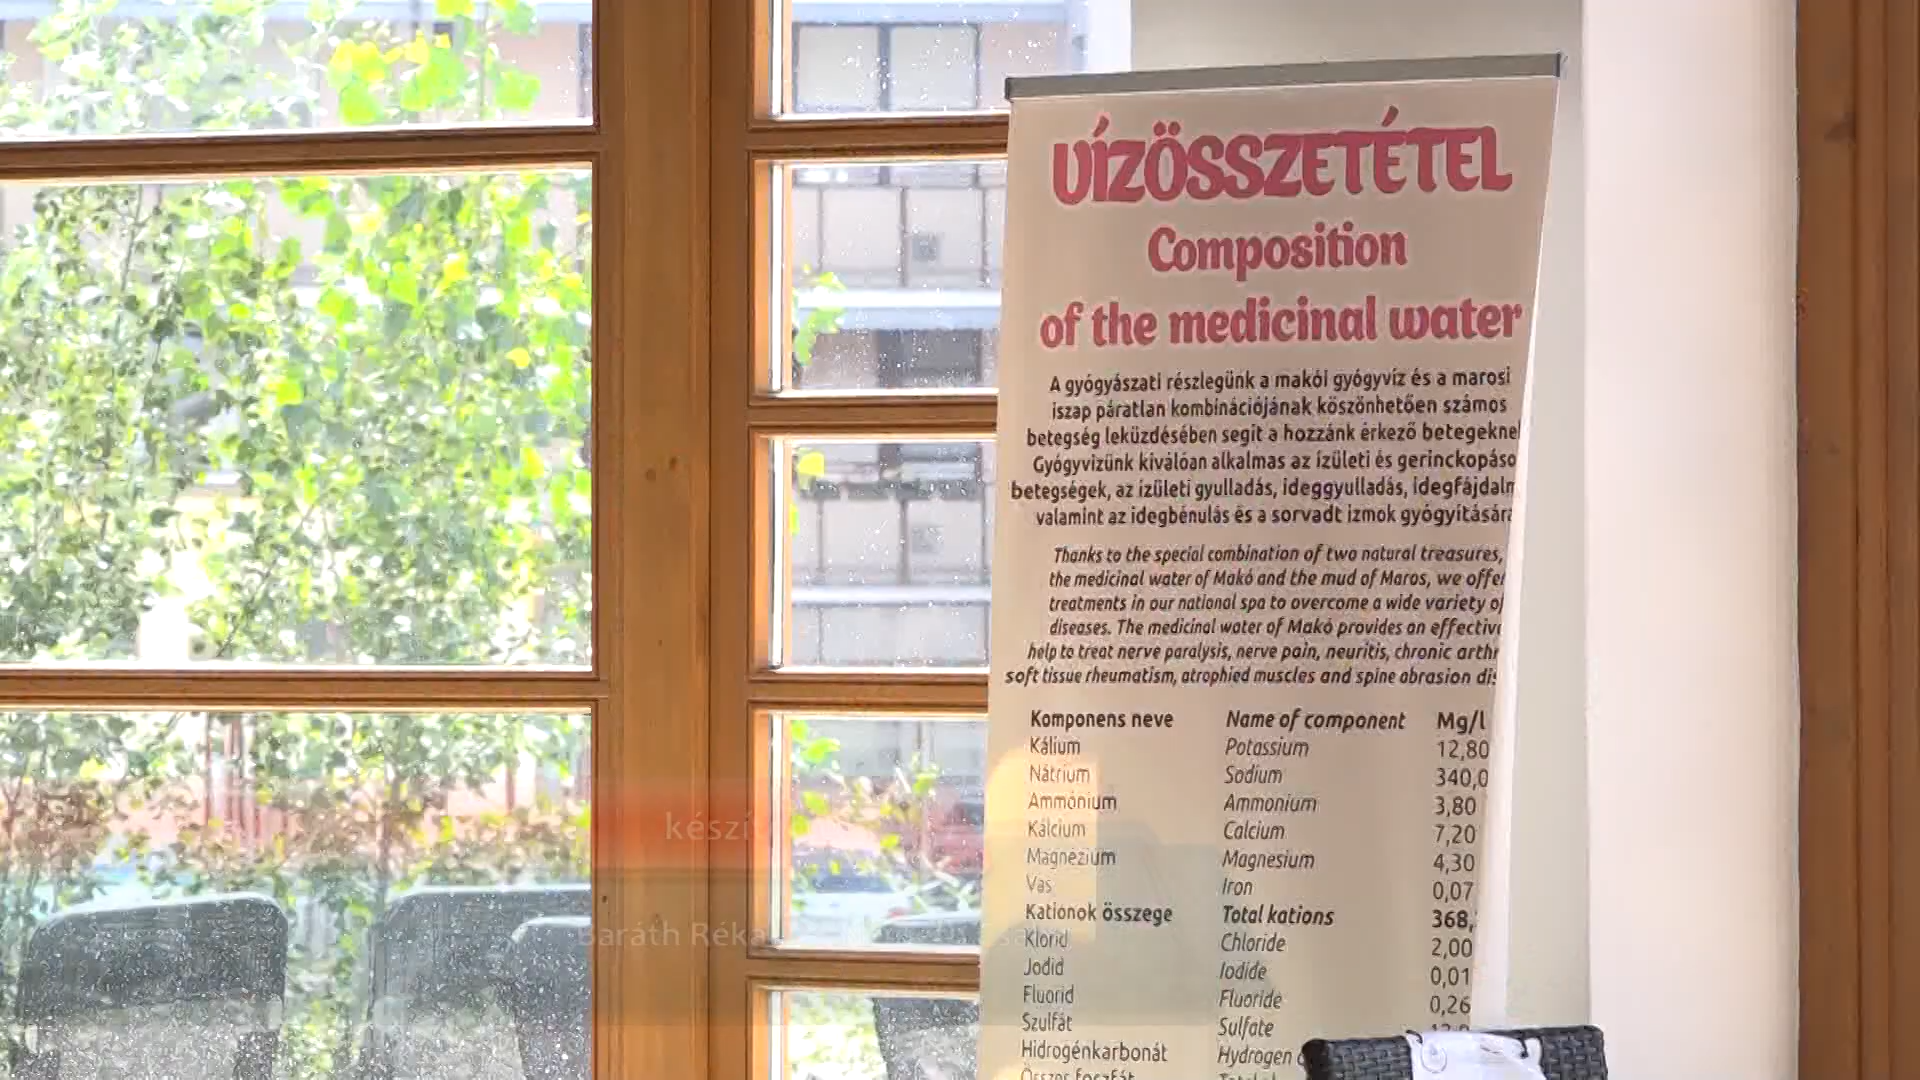 VÍZÖSSZETÉTEL
Composition
of the medicinal water
A gyógyászati részlegünk a makói gyógyvíz és a marosi
iszap páratlan kombinációjának köszönhetően számos
betegség leküzdésében segít a hozzánk érkező betegekne
Gyógyvizünk kiválóan alkalmas az ízületi és gerinckopáso
betegségek, az ízületi gyulladás, ideggyulladás, idegfájdalm
valamint az idegbénulás és a sorvadt izmok gyógyításár
Thanks to the special combination of two natural treasures,
the medicinal water of Makó and the mud of Maros, we offer
treatments in our national spa to overcome a wide variety of
diseases. The medicinal water of Makó provides an effectiv
help to treat nerve paralysis, nerve pain, neuritis, chronic arthr
soft tissue rheumatism, atrophied muscles and spine abrasion dis
Komponens neve Name of component Mg/l
Kálium Potassium 12,80
Nátrium Sodium 340,0
Ammónium Ammonium 3,80
Kálcium Calcium 7,20
Magnézium Magnesium 4,30
Vas Iron 0,07
Kationok összege Total kations 368,
Klorid Chloride 2,00
Jodid Iodide 0,01
Fluorid Fluoride 0,26
Szulfát Sulfate
Hidrogénkarbonát Hydrogen
készí
Baráth Réka